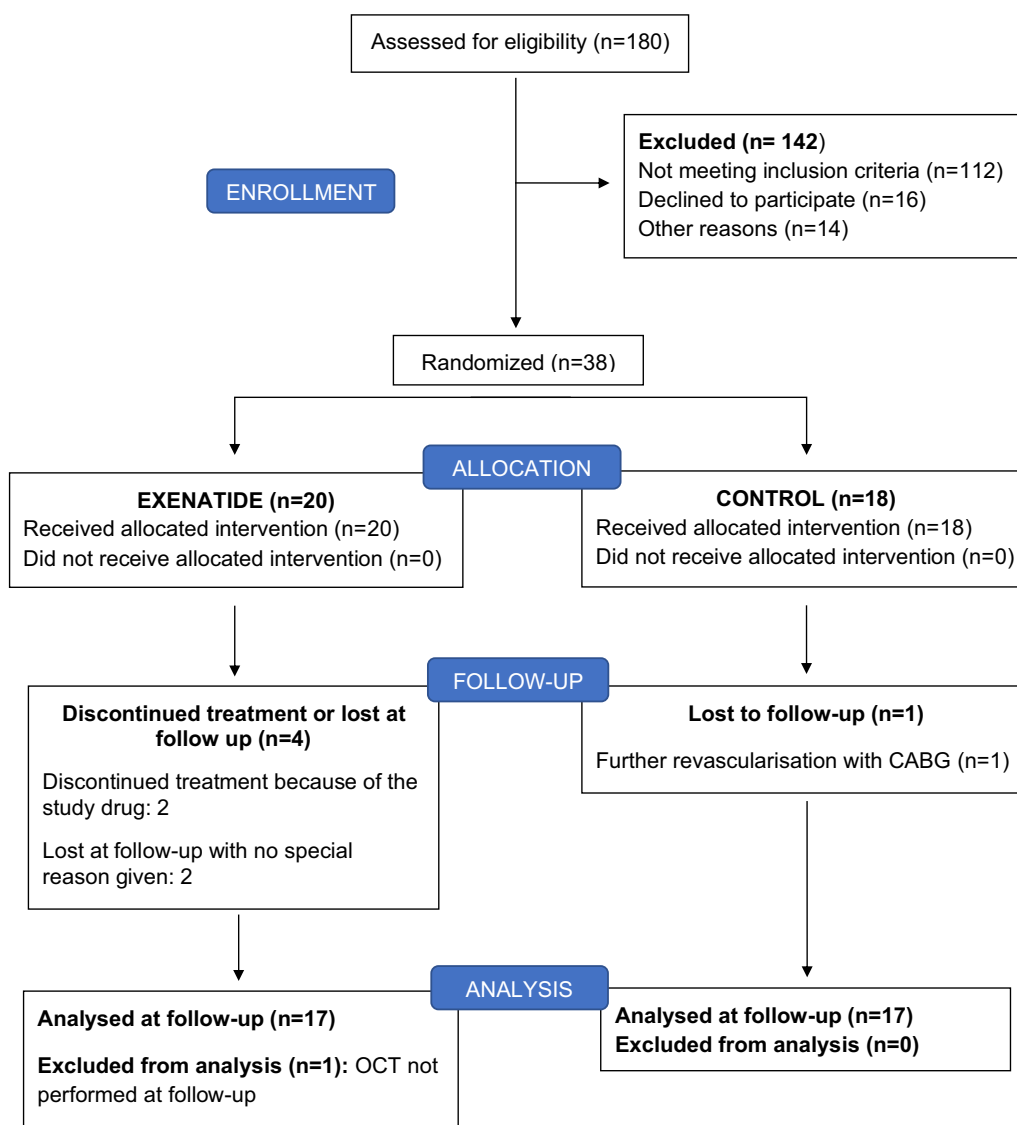 Assessed for eligibility (n=180)
Excluded (n= 142)
Not meeting inclusion criteria (n=112)
Declined to participate (n=16)
Other reasons (n=14)
ENROLLMENT
Randomized (n=38)
ALLOCATION
EXENATIDE (n=20)
Received allocated intervention (n=20)
Did not receive allocated intervention (n=0)
CONTROL (n=18)
Received allocated intervention (n=18)
Did not receive allocated intervention (n=0)
FOLLOW-UP
Discontinued treatment or lost at
follow up (n=4)
Discontinued treatment because of the
study drug: 2
Lost at follow-up with no special
reason given: 2
Lost to follow-up (n=1)
Further revascularisation with CABG (n=1)
ANALYSIS
Analysed at follow-up (n=17)
Excluded from analysis (n=1): OCT not
performed at follow-up
Analysed at follow-up (n=17)
Excluded from analysis (n=0)